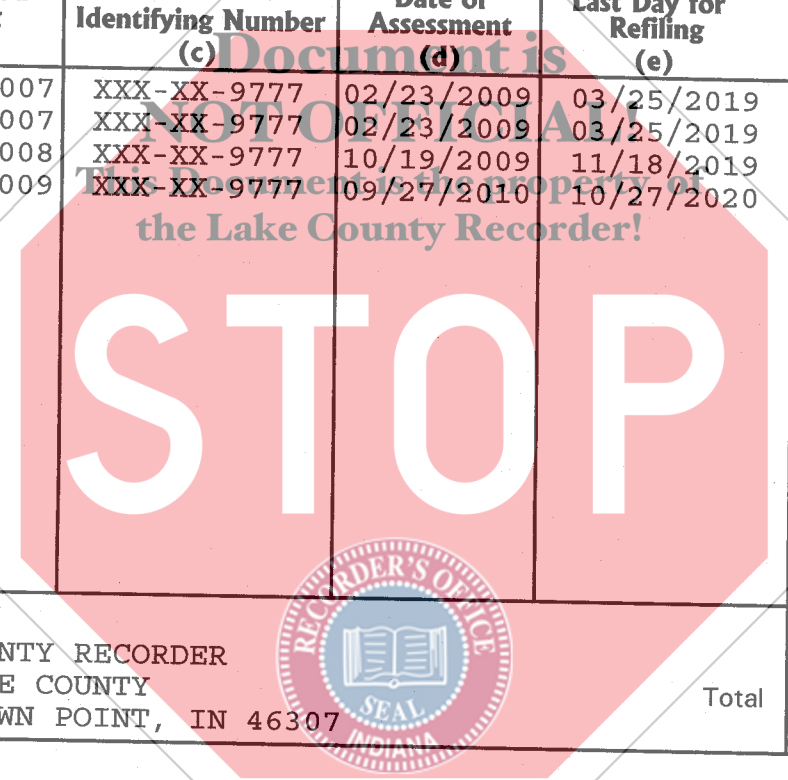 Identifying Number Date of Last Day for
Assessment Refiling
(c) (d) (e)
Document is
007 XXX-XX-9777 02/23/2009 03/25/2019
NOT OFFICIAL!
007 XXX-XX-9777 02/23/2009 03/25/2019
008 XXX-XX-9777 10/19/2009 11/18/2019
This Document is the property of
009 XXX-XX-9777 09/27/2010 10/27/2020
the Lake County Recorder!
STOP
RECORDER'S OFFICE
SEAL
INDIANA
NTY RECORDER
E COUNTY
WN POINT, IN 46307
Total